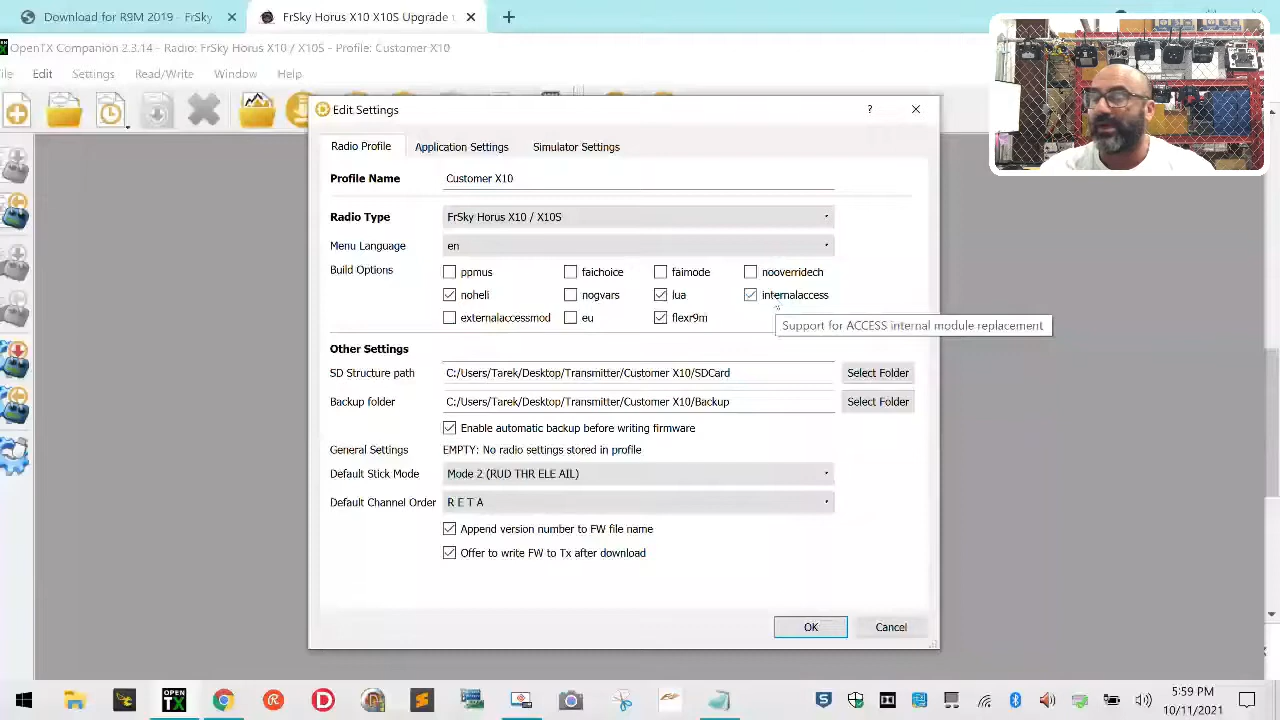 Download for R9M 2019 - FrSky
FrSky Horus X10 X10S Upgrade t
OpenTX Companion 2.3.14 - Radio: FrSky Horus X10 / X10S - Profile: Customer X10
Edit Settings Read/Write Window Help
Edit Settings
Radio Profile Application Settings Simulator Settings
Profile Name Customer X10
Radio Type FrSky Horus X10 / X10S
Menu Language en
Build Options ppmus faichoice faimode nooverridech
noheli nogvars lua internalaccess
externalaccessmod eu flexr9m
Support for ACCESS internal module replacement
Other Settings
SD Structure path C:/Users/Tarek/Desktop/Transmitter/Customer X10/SDCard Select Folder
Backup folder C:/Users/Tarek/Desktop/Transmitter/Customer X10/Backup Select Folder
Enable automatic backup before writing firmware
General Settings EMPTY: No radio settings stored in profile
Default Stick Mode Mode 2 (RUD THR ELE AIL)
Default Channel Order R E T A
Append version number to FW file name
Offer to write FW to Tx after download
OK Cancel
OPEN
TX
5:59 PM
10/11/2021